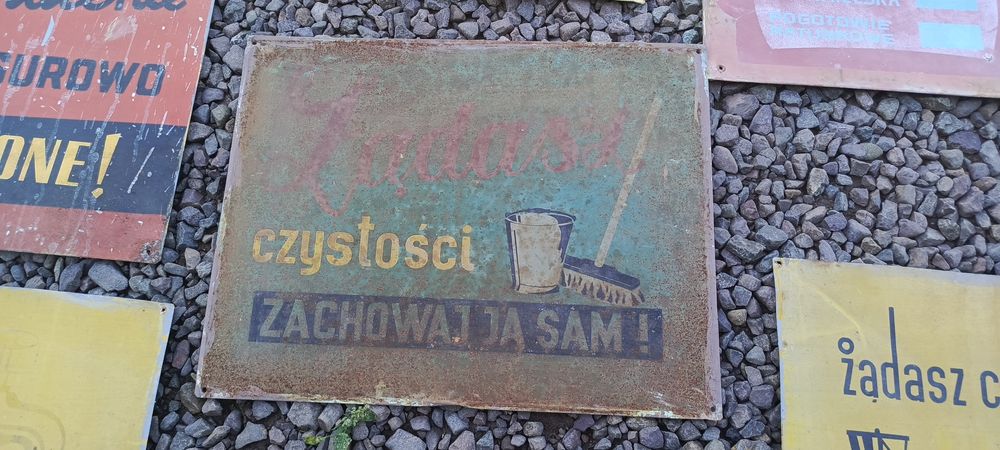 SUROWO
ONE!
Żądasz
czystości
ZACHOWAJ JĄ SAM!
POGOTOWIE
RATUNKOWE
żądasz c